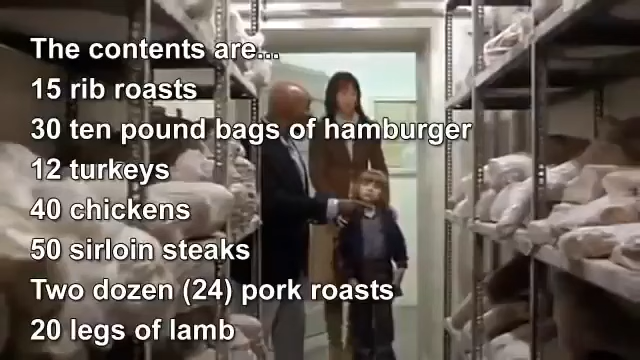 The contents are...
15 rib roasts
30 ten pound bags of hamburger
12 turkeys
40 chickens
50 sirloin steaks
Two dozen (24) pork roasts
20 legs of lamb